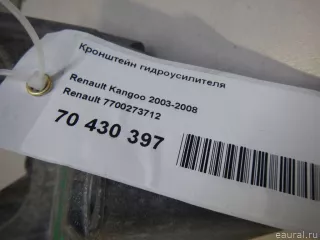 Кронштейн гидроусилителя
Renault Kangoo 2003-2008
Renault 7700273712
70 430 397
eaural.ru